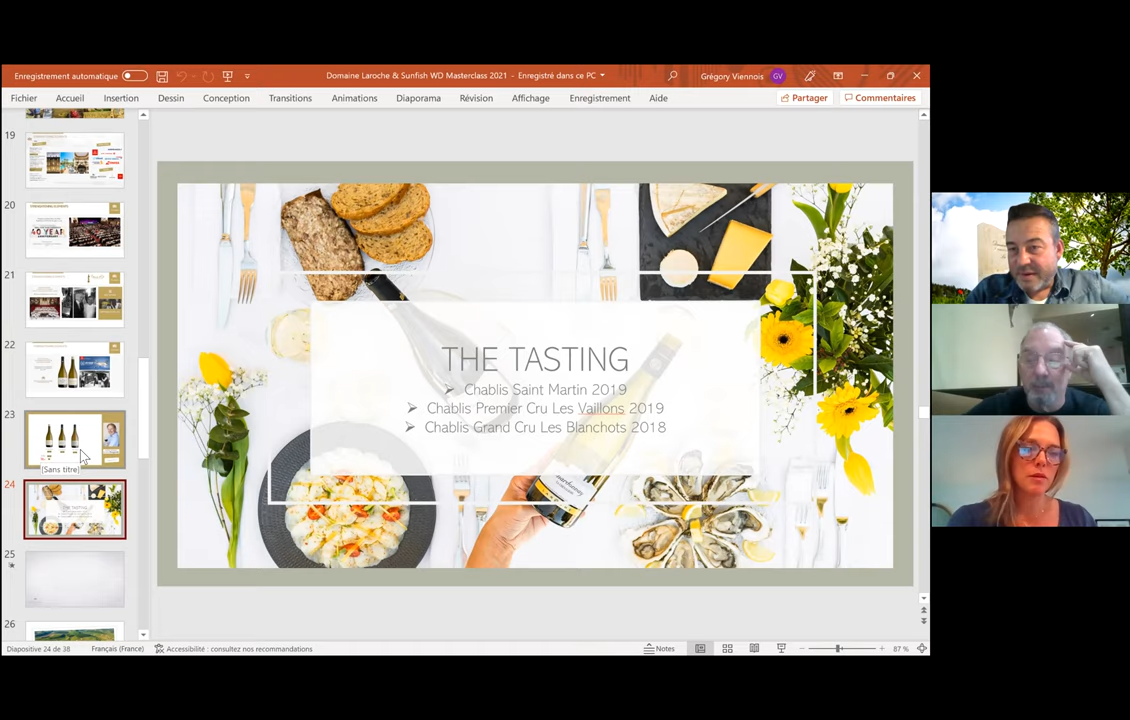 Enregistrement automatique
Domaine Laroche & Sunfish WD Masterclass 2021 - Enregistré dans ce PC
Grégory Viennois
GV
Fichier
Accueil
Insertion
Dessin
Conception
Transitions
Animations
Diaporama
Révision
Affichage
Enregistrement
Aide
Partager
Commentaires
19
20
40 YEAR
21
22
23
[Sans titre]
24
THE TASTING
25
26
THE TASTING
Chablis Saint Martin 2019
Chablis Premier Cru Les Vaillons 2019
Chablis Grand Cru Les Blanchots 2018
Diapositive 24 de 38
Français (France)
Accessibilité : consultez nos recommandations
Notes
87 %